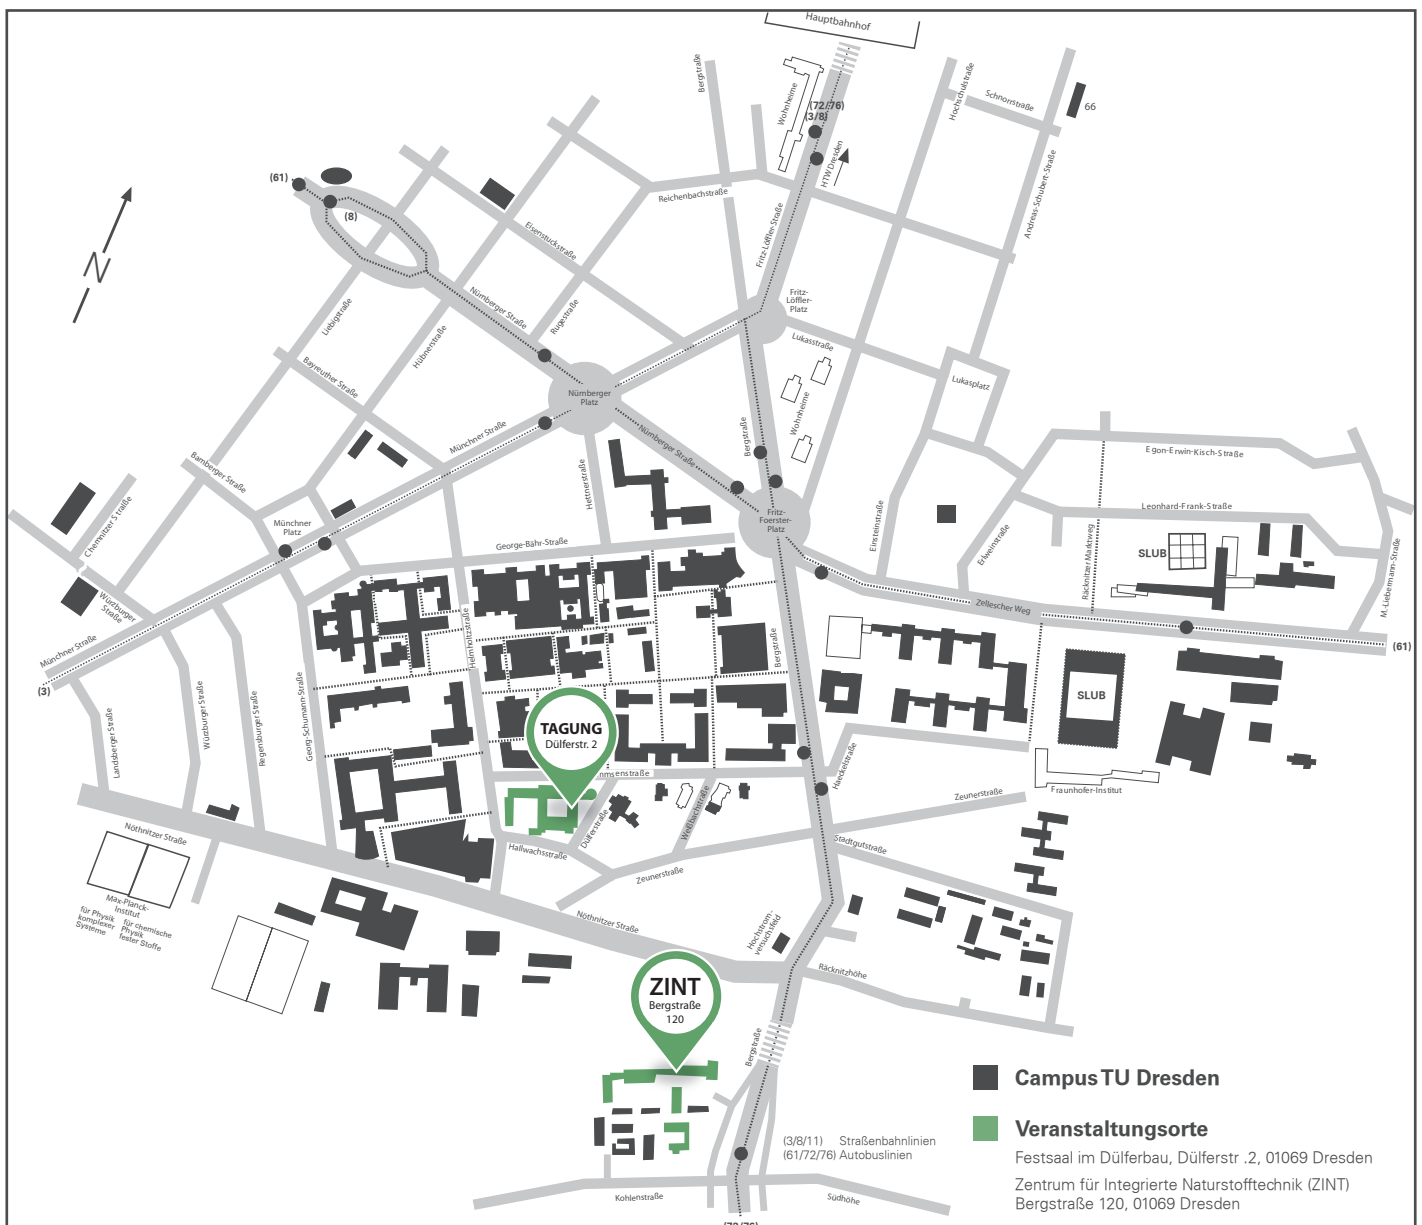 Hauptbahnhof
Bergstraße
Wohnheime
(72/76)
(3/8)
HTW Dresden
Hochschulstraße
Schnorrstraße
66
Andreas-Schubert-Straße
(61)
(8)
Reichenbachstraße
Eisenstuckstraße
Fritz-Löffler-Straße
N
Nürnberger Straße
Rugestraße
Liebigstraße
Hübnerstraße
Fritz-
Löffler-
Platz
Lukasstraße
Lukasplatz
Bayreuther Straße
Nürnberger
Platz
Wohnheime
Münchner Straße
Nürnberger Straße
Bergstraße
Egon-Erwin-Kisch-Straße
Bamberger Straße
Hettnerstraße
Leonhard-Frank-Straße
Chemnitzer Straße
Münchner
Platz
Fritz-
Foerster-
Platz
Einsteinstraße
Erlweinstraße
George-Bähr-Straße
SLUB
Räcknitzer Marktweg
M.-Liebermann-Straße
Würzburger
Straße
Zellescher Weg
Münchner Straße
Helmholtzstraße
Bergstraße
(61)
(3)
Landsberger Straße
Würzburger Straße
Regensburger Straße
Georg-Schumann-Straße
SLUB
TAGUNG
Dülferstr. 2
mmsenstraße
Haeckelstraße
Fraunhofer-Institut
Zeunerstraße
Nöthnitzer Straße
Dülferstraße
Weißbachstraße
Hallwachsstraße
Stadtgutstraße
Zeunerstraße
Max-Planck-
Institut
für Physik
komplexer
Systeme
für chemische
Physik
fester Stoffe
Nöthnitzer Straße
Hochstrom-
versuchsfeld
Räcknitzhöhe
ZINT
Bergstraße
120
Bergstraße
Campus TU Dresden
Veranstaltungsorte
(3/8/11) Straßenbahnlinien
(61/72/76) Autobuslinien
Festsaal im Dülferbau, Dülferstr .2, 01069 Dresden
Zentrum für Integrierte Naturstofftechnik (ZINT)
Bergstraße 120, 01069 Dresden
Kohlenstraße
Südhöhe
(72/76)